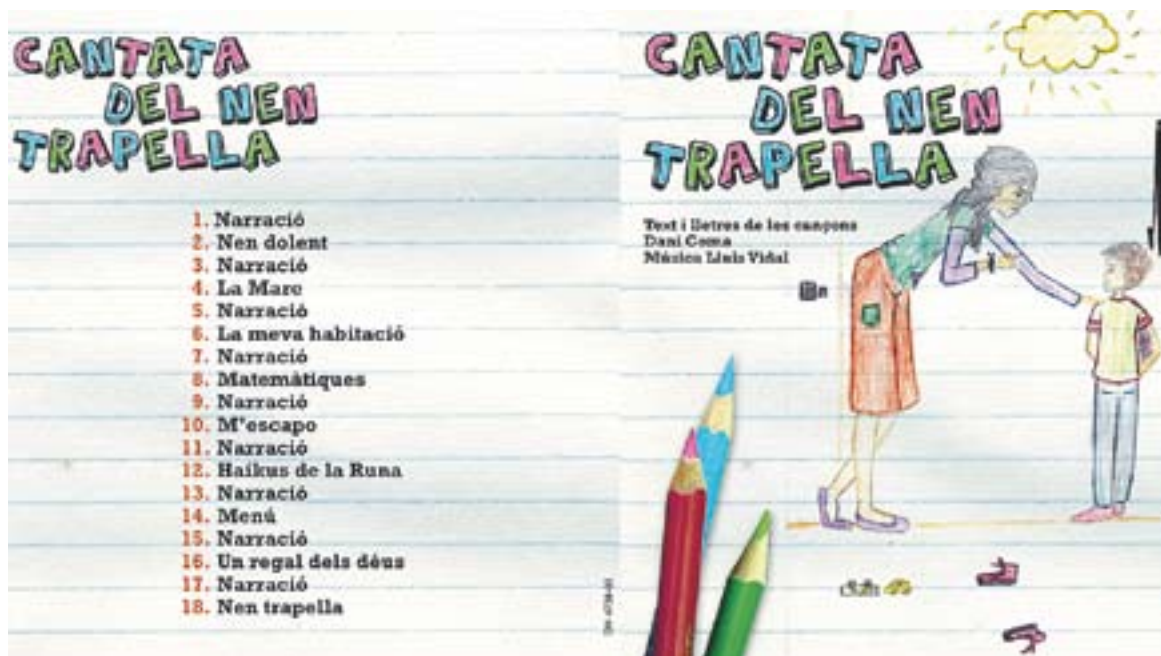 CANTATA
DEL NEN
TRAPELLA
1. Narració
2. Nen dolent
3. Narració
4. La Mare
5. Narració
6. La meva habitació
7. Narració
8. Matemàtiques
9. Narració
10. M'escapo
11. Narració
12. Haikus de la Runa
13. Narració
14. Menú
15. Narració
16. Un regal dels déus
17. Narració
18. Nen trapella
CANTATA
DEL NEN
TRAPELLA
Text i lletres de les cançons
Dani Coma
Música Lluís Vidal